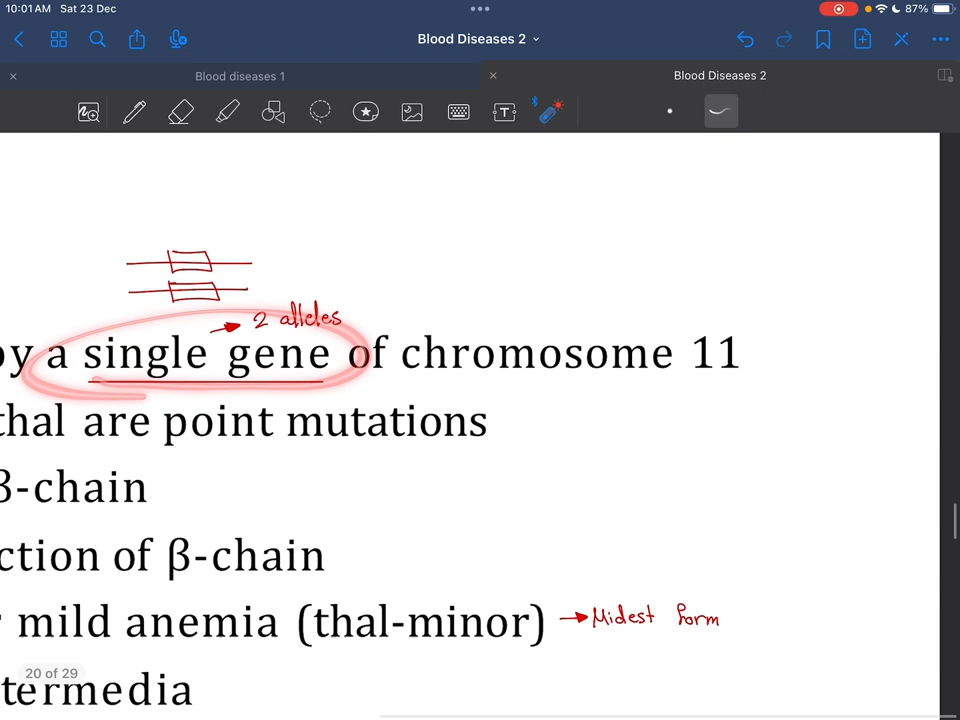 10:01 AM Sat 23 Dec
87%
Blood Diseases 2
Blood diseases 1
Blood Diseases 2
T
2 alleles
by a single gene of chromosome 11
thal are point mutations
β-chain
ction of β-chain
r mild anemia (thal-minor) → Midest form
20 of 29
termedia